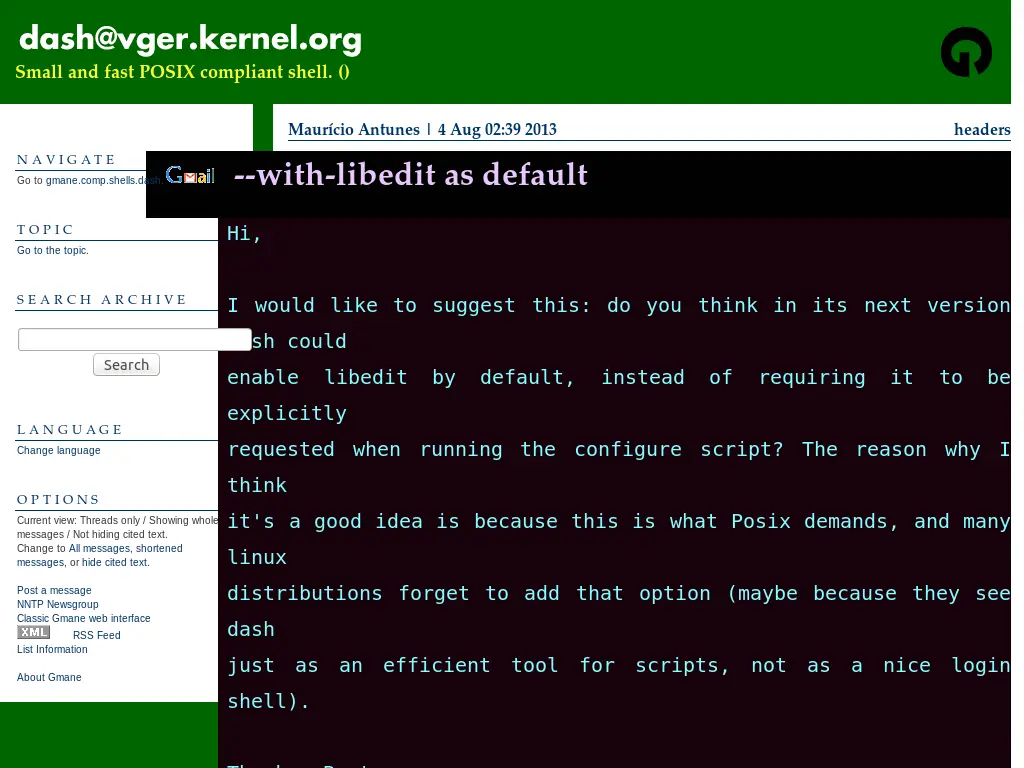 dash@vger.kernel.org
Small and fast POSIX compliant shell. ()
Maurício Antunes | 4 Aug 02:39 2013
headers
Gmail
--with-libedit as default
NAVIGATE
Go to gmane.comp.shells.dash.
TOPIC
Go to the topic.
SEARCH ARCHIVE
Search
LANGUAGE
Change language
OPTIONS
Current view: Threads only / Showing whole
messages / Not hiding cited text.
Change to All messages, shortened
messages, or hide cited text.
Post a message
NNTP Newsgroup
Classic Gmane web interface
XML RSS Feed
List Information
About Gmane
Hi,
I would like to suggest this: do you think in its next version
sh could
enable libedit by default, instead of requiring it to be
explicitly
requested when running the configure script? The reason why I
think
it's a good idea is because this is what Posix demands, and many
linux
distributions forget to add that option (maybe because they see
dash
just as an efficient tool for scripts, not as a nice login
shell).